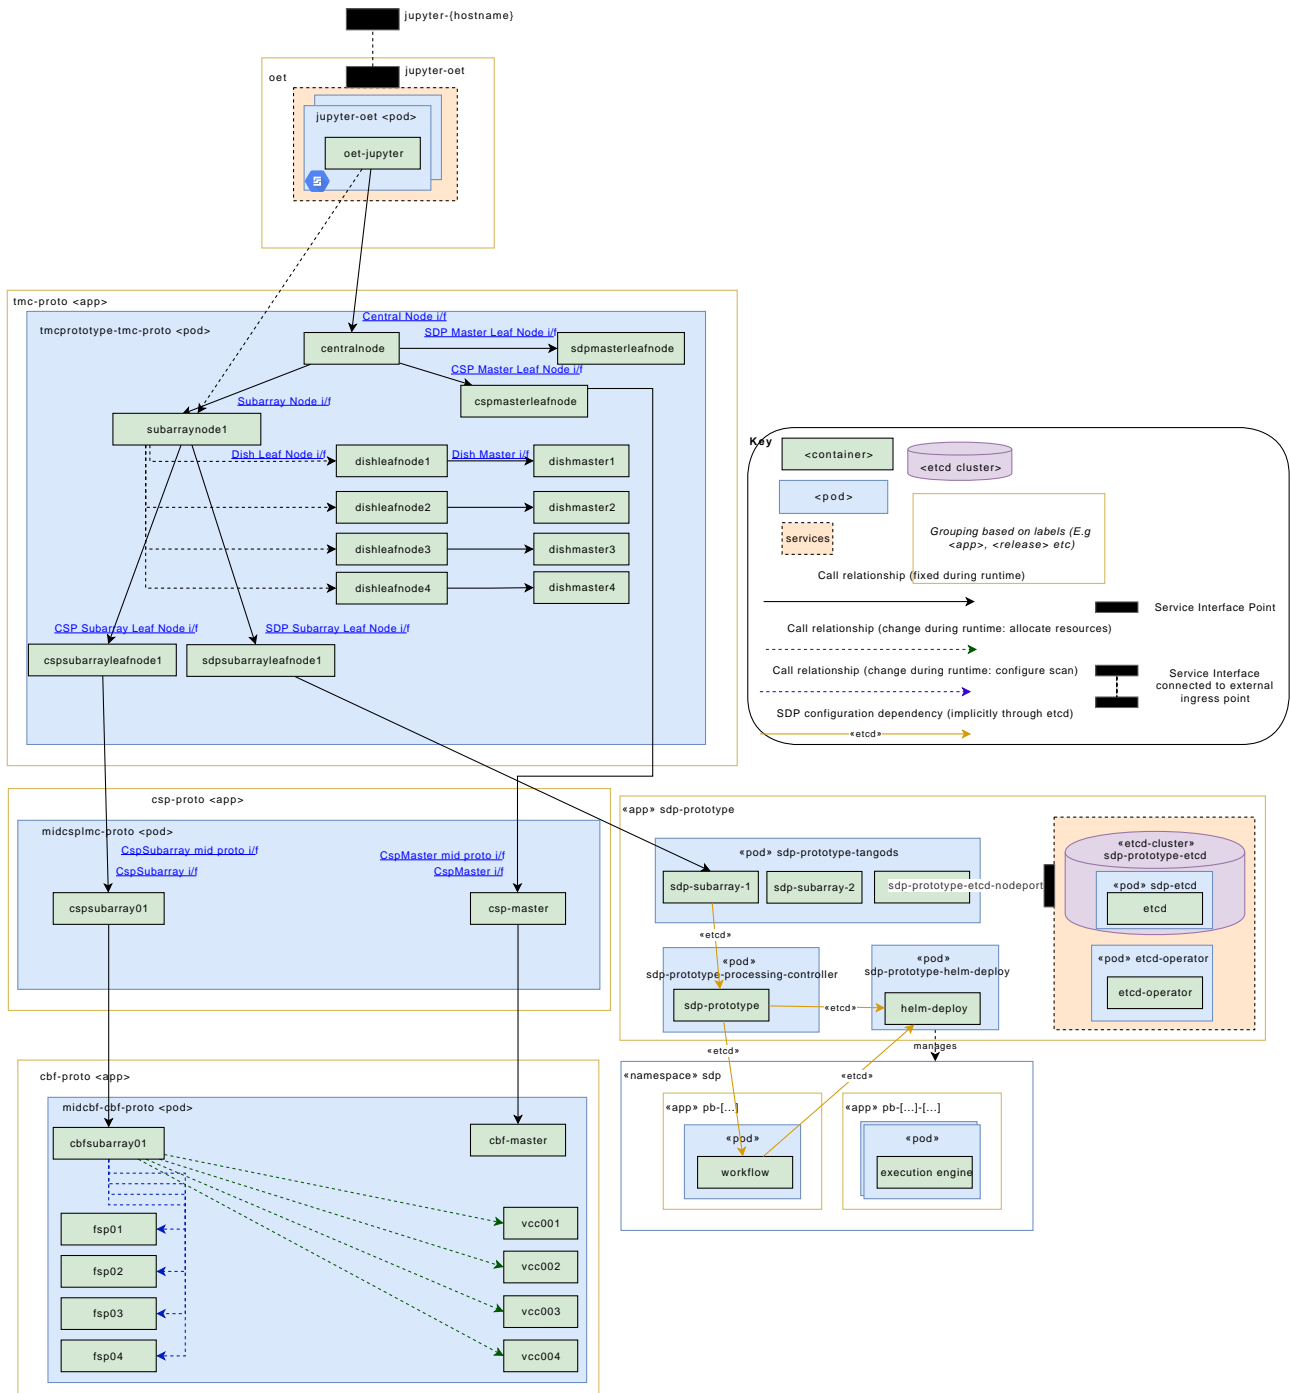 jupyter-{hostname}
oet
jupyter-oet
jupyter-oet <pod>
oet-jupyter
tmc-proto <app>
tmcprototype-tmc-proto <pod>
Central Node i/f
SDP Master Leaf Node i/f
centralnode
sdpmasterleafnode
CSP Master Leaf Node i/f
cspmasterleafnode
Subarray Node i/f
subarraynode1
Dish Leaf Node i/f
dishleafnode1
Dish Master i/f
dishmaster1
dishleafnode2
dishmaster2
dishleafnode3
dishmaster3
dishleafnode4
dishmaster4
CSP Subarray Leaf Node i/f
SDP Subarray Leaf Node i/f
cspsubarrayleafnode1
sdpsubarrayleafnode1
Key
<container>
<etcd cluster>
<pod>
services
Grouping based on labels (E.g
<app>, <release> etc)
Call relationship (fixed during runtime)
Service Interface Point
Call relationship (change during runtime: allocate resources)
Call relationship (change during runtime: configure scan)
Service Interface
connected to external
ingress point
SDP configuration dependency (implicitly through etcd)
«etcd»
csp-proto <app>
midcsplmc-proto <pod>
CspSubarray mid proto i/f
CspSubarray i/f
CspMaster mid proto i/f
CspMaster i/f
cspsubarray01
csp-master
«app» sdp-prototype
«pod» sdp-prototype-tangods
sdp-subarray-1
sdp-subarray-2
sdp-prototype-etcd-nodeport
«etcd-cluster»
sdp-prototype-etcd
«pod» sdp-etcd
etcd
«etcd»
«pod»
sdp-prototype-processing-controller
sdp-prototype
«etcd»
«pod»
sdp-prototype-helm-deploy
helm-deploy
«pod» etcd-operator
etcd-operator
«etcd»
manages
«etcd»
cbf-proto <app>
midcbf-cbf-proto <pod>
cbfsubarray01
cbf-master
fsp01
fsp02
fsp03
fsp04
vcc001
vcc002
vcc003
vcc004
«namespace» sdp
«app» pb-[...]
«pod»
workflow
«app» pb-[...]-[...]
«pod»
execution engine